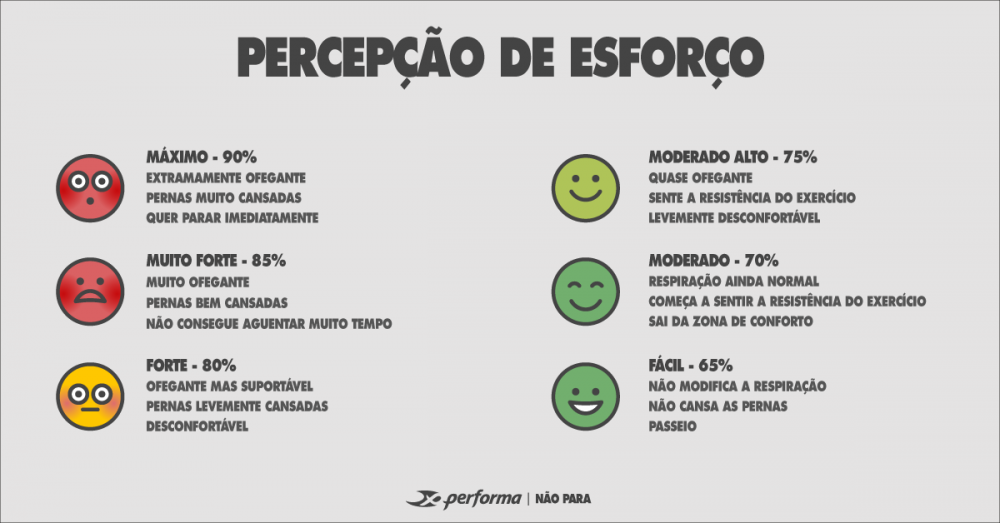 PERCEPÇÃO DE ESFORÇO
MÁXIMO - 90%
EXTRAMAMENTE OFEGANTE
PERNAS MUITO CANSADAS
QUER PARAR IMEDIATAMENTE
MUITO FORTE - 85%
MUITO OFEGANTE
PERNAS BEM CANSADAS
NÃO CONSEGUE AGUENTAR MUITO TEMPO
FORTE - 80%
OFEGANTE MAS SUPORTÁVEL
PERNAS LEVEMENTE CANSADAS
DESCONFORTÁVEL
MODERADO ALTO - 75%
QUASE OFEGANTE
SENTE A RESISTÊNCIA DO EXERCÍCIO
LEVEMENTE DESCONFORTÁVEL
MODERADO - 70%
RESPIRAÇÃO AINDA NORMAL
COMEÇA A SENTIR A RESISTÊNCIA DO EXERCÍCIO
SAI DA ZONA DE CONFORTO
FÁCIL - 65%
NÃO MODIFICA A RESPIRAÇÃO
NÃO CANSA AS PERNAS
PASSEIO
performa | NÃO PARA